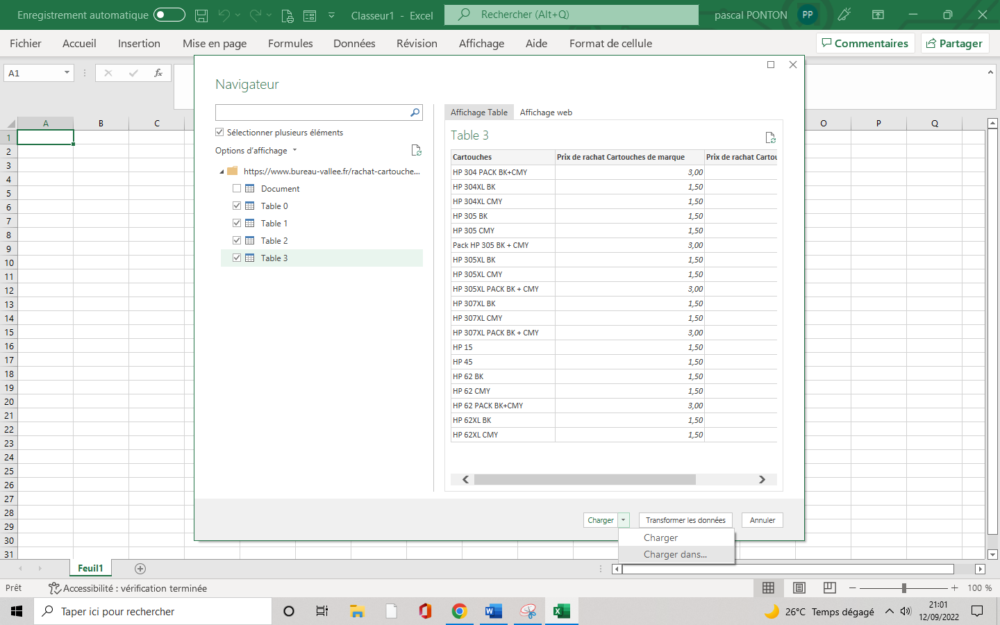 Enregistrement automatique
Classeur1 - Excel
Rechercher (Alt+Q)
pascal PONTON
PP
Fichier
Accueil
Insertion
Mise en page
Formules
Données
Révision
Affichage
Aide
Format de cellule
Commentaires
Partager
A1
fx
A
B
C
O
P
Q
1
2
3
4
5
6
7
8
9
10
11
12
13
14
15
16
17
18
19
20
21
22
23
24
25
26
27
28
29
30
31
Navigateur
Sélectionner plusieurs éléments
Options d'affichage
https://www.bureau-vallee.fr/rachat-cartouche...
Document
Table 0
Table 1
Table 2
Table 3
Affichage Table
Affichage web
Table 3
Cartouches Prix de rachat Cartouches de marque Prix de rachat Cartou
HP 304 PACK BK+CMY 3,00
HP 304XL BK 1,50
HP 304XL CMY 1,50
HP 305 BK 1,50
HP 305 CMY 1,50
Pack HP 305 BK + CMY 3,00
HP 305XL BK 1,50
HP 305XL CMY 1,50
HP 305XL PACK BK + CMY 3,00
HP 307XL BK 1,50
HP 307XL CMY 1,50
HP 307XL PACK BK + CMY 3,00
HP 15 1,50
HP 45 1,50
HP 62 BK 1,50
HP 62 CMY 1,50
HP 62 PACK BK+CMY 3,00
HP 62XL BK 1,50
HP 62XL CMY 1,50
Charger
Transformer les données
Annuler
Charger
Charger dans...
Feuil1
Prêt
Accessibilité : vérification terminée
100 %
Taper ici pour rechercher
26°C Temps dégagé
21:01
12/09/2022